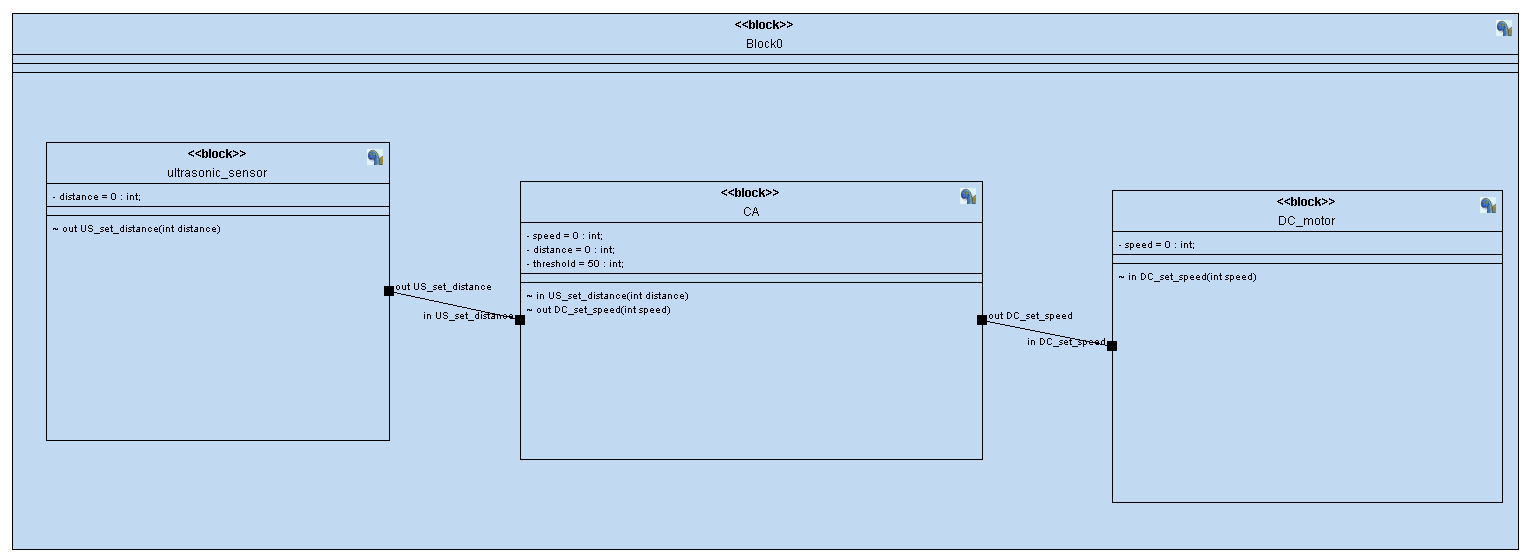 <<block>>
Block0
<<block>>
ultrasonic_sensor
- distance = 0 : int;
~ out US_set_distance(int distance)
out US_set_distance
in US_set_distance
<<block>>
CA
- speed = 0 : int;
- distance = 0 : int;
- threshold = 50 : int;
~ in US_set_distance(int distance)
~ out DC_set_speed(int speed)
out DC_set_speed
in DC_set_speed
<<block>>
DC_motor
- speed = 0 : int;
~ in DC_set_speed(int speed)